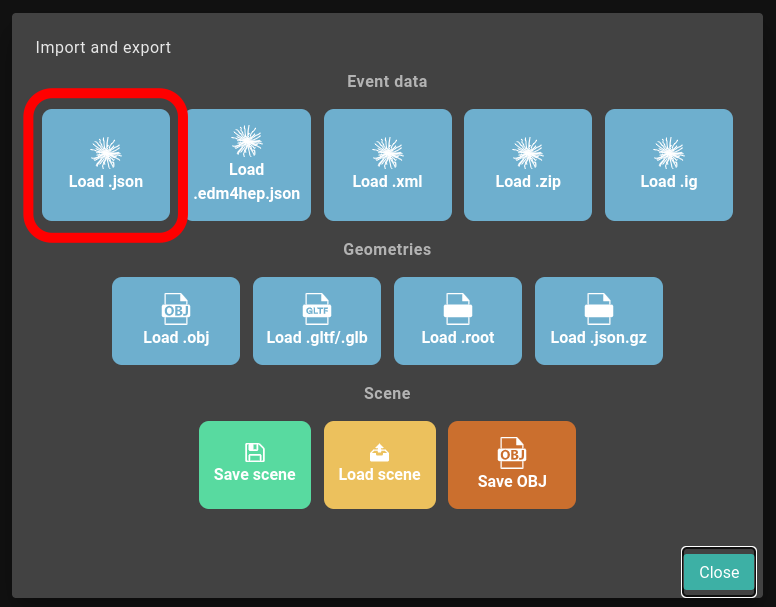 Import and export
Event data
Load .json
Load
.edm4hep.json
Load .xml
Load .zip
Load .ig
Geometries
OBJ
GLTF
Load .obj
Load .gltf/.glb
Load .root
Load .json.gz
Scene
OBJ
Save scene
Load scene
Save OBJ
Close